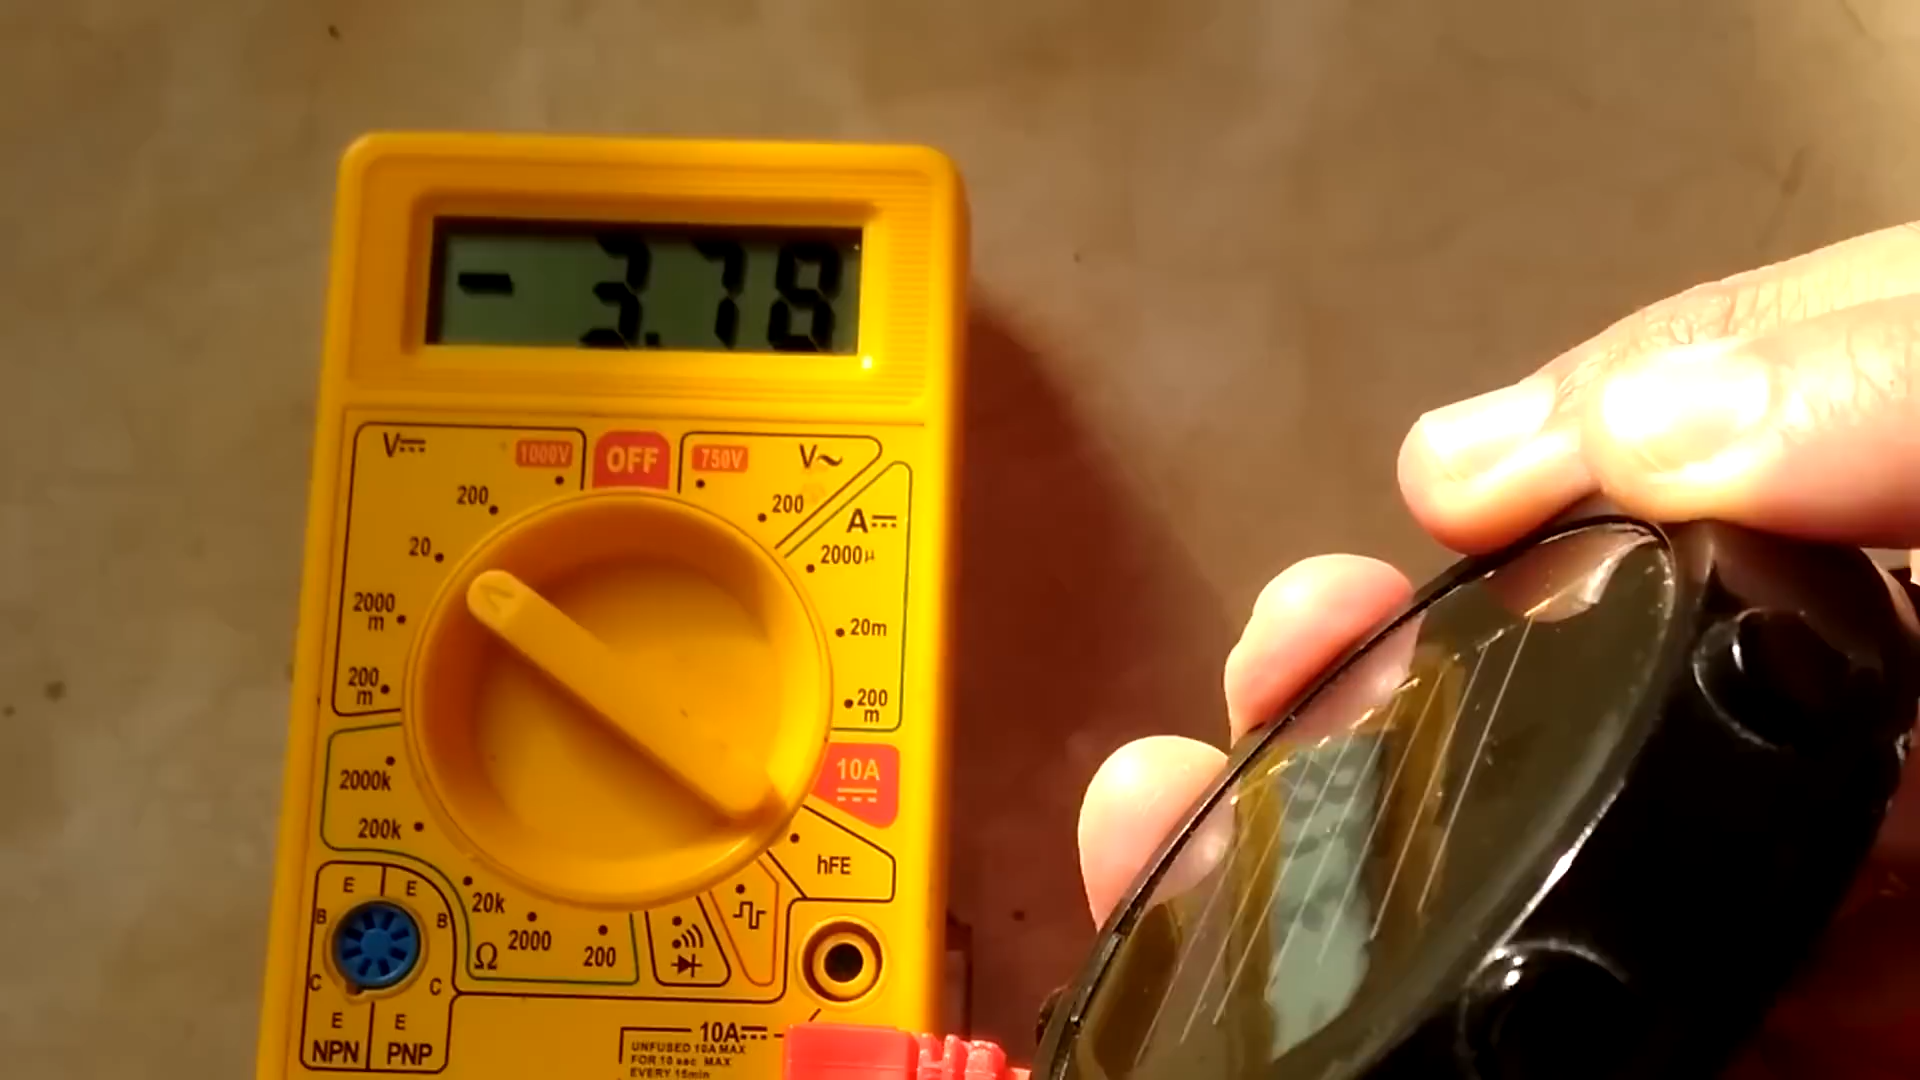 - 3.78
V⎓ 1000V OFF 750V V~
200 200
20 A⎓
2000μ
2000
m
20m
200
m
200
m
2000k 10A
200k hFE
20k
2000
200
Ω
E E
B B
C C
E E
NPN PNP
10A⎓
UNFUSED 10A MAX
FOR 10 sec MAX
EVERY 15min